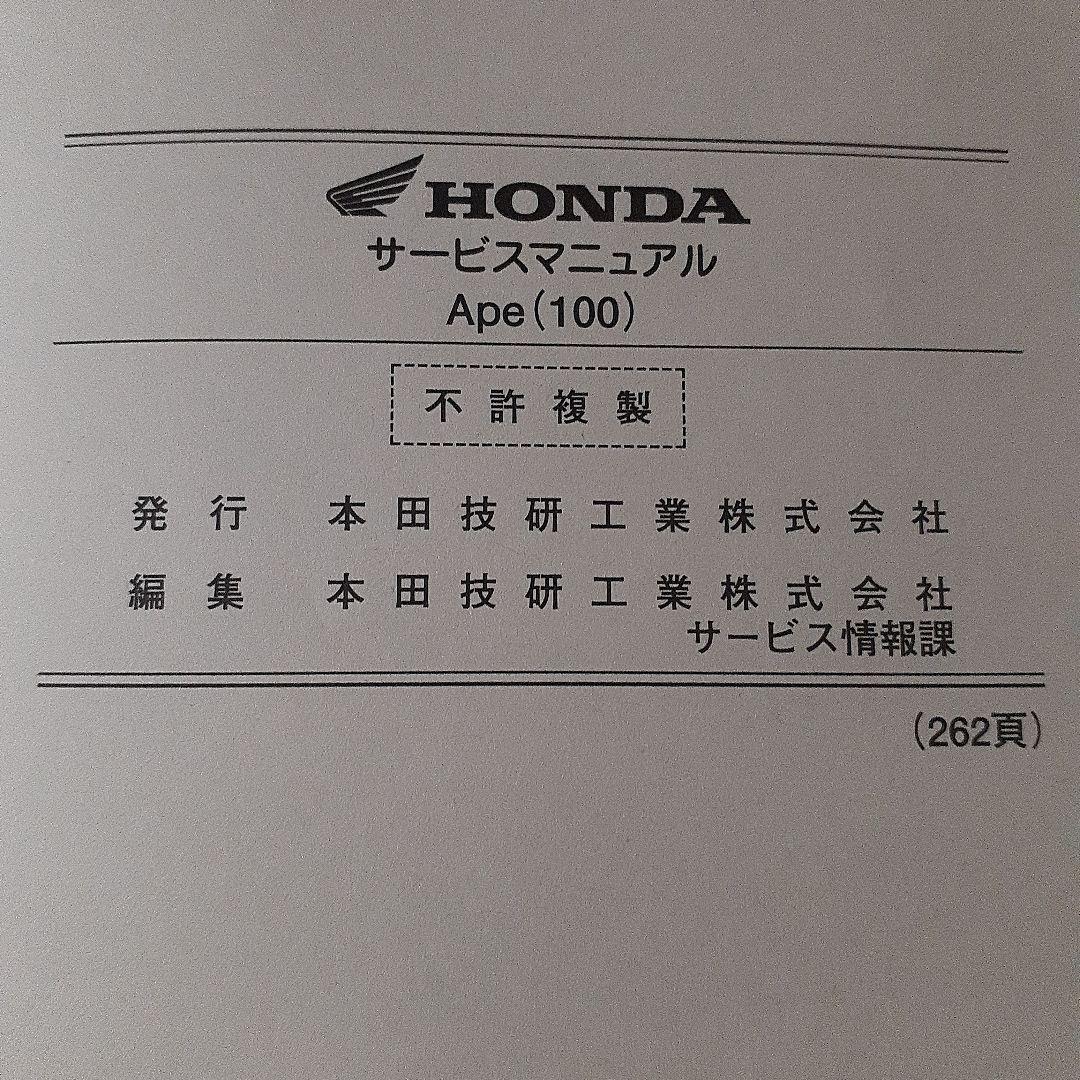 HONDA
サービスマニュアル
Ape(100)
不許複製
発行 本田技研工業株式会社
編集 本田技研工業株式会社
サービス情報課
(262頁)